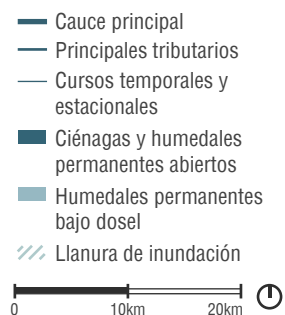 Cauce principal
Principales tributarios
Cursos temporales y
estacionales
Ciénagas y humedales
permanentes abiertos
Humedales permanentes
bajo dosel
Llanura de inundación
0 10km 20km